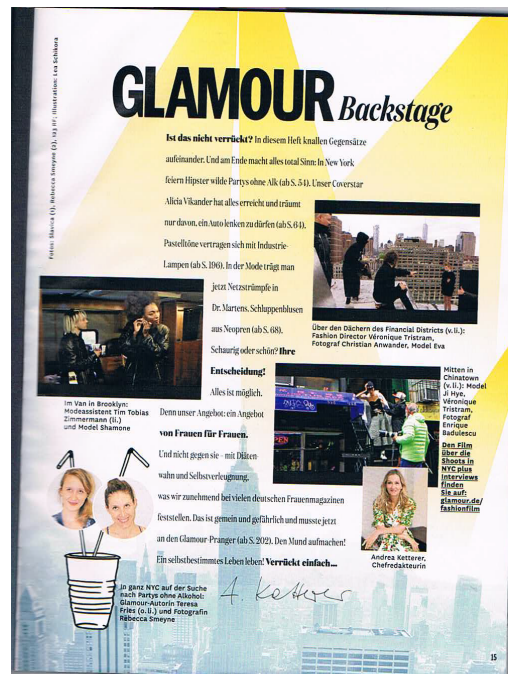 Fotos: Slavica (1), Rebecca Smeyne (2), 123 RF, Illustration: Lea Schikora
GLAMOUR Backstage
Ist das nicht verrückt? In diesem Heft knallen Gegensätze
aufeinander. Und am Ende macht alles total Sinn: In New York
feiern Hipster wilde Partys ohne Alk (ab S. 54). Unser Coverstar
Alicia Vikander hat alles erreicht und träumt
nur davon, ein Auto lenken zu dürfen (ab S. 64).
Pastelltöne vertragen sich mit Industrie-
Lampen (ab S. 196). In der Mode trägt man
jetzt Netzstrümpfe in
Dr. Martens. Schluppenblusen
aus Neopren (ab S. 68).
Schaurig oder schön? Ihre
Entscheidung!
Alles ist möglich.
Denn unser Angebot: ein Angebot
von Frauen für Frauen.
Und nicht gegen sie – mit Diäten-
wahn und Selbstverleugnung,
was wir zunehmend bei vielen deutschen Frauenmagazinen
feststellen. Das ist gemein und gefährlich und musste jetzt
an den Glamour-Pranger (ab S. 202). Den Mund aufmachen!
Ein selbstbestimmtes Leben leben! Verrückt einfach...
A. Ketterer
Über den Dächern des Financial Districts (v. li.):
Fashion Director Véronique Tristram,
Fotograf Christian Anwander, Model Eva
Im Van in Brooklyn:
Modeassistent Tim Tobias
Zimmermann (li.)
und Model Shamone
Mitten in
Chinatown
(v. li.): Model
Ji Hye,
Véronique
Tristram,
Fotograf
Enrique
Badulescu
Den Film
über die
Shoots in
NYC plus
Interviews
finden
Sie auf:
glamour.de/
fashionfilm
OPEN
Andrea Ketterer,
Chefredakteurin
In ganz NYC auf der Suche
nach Partys ohne Alkohol:
Glamour-Autorin Teresa
Fries (o. li.) und Fotografin
Rebecca Smeyne
15